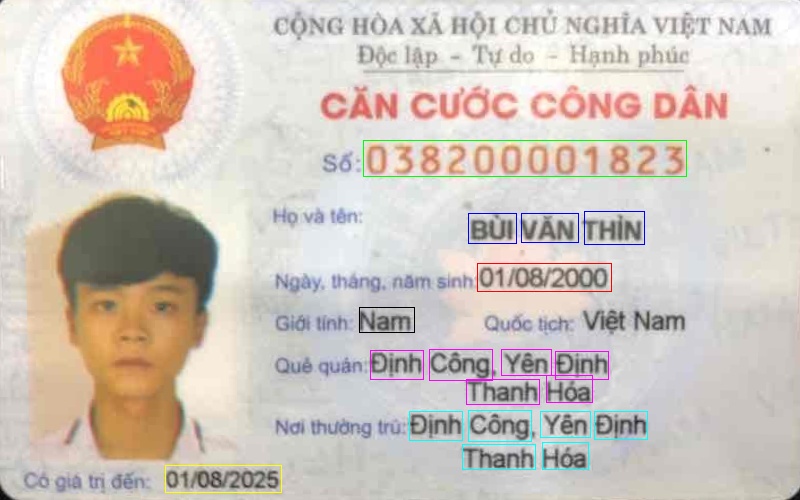 CỘNG HÒA XÃ HỘI CHỦ NGHĨA VIỆT NAM
Độc lập - Tự do - Hạnh phúc
CĂN CƯỚC CÔNG DÂN
Số: 038200001823
Họ và tên:
BÙI VĂN THÌN
Ngày, tháng, năm sinh: 01/08/2000
Giới tính: Nam Quốc tịch: Việt Nam
Quê quán: Định Công, Yên Định
Thanh Hóa
Nơi thường trú: Định Công, Yên Định
Thanh Hóa
Có giá trị đến: 01/08/2025